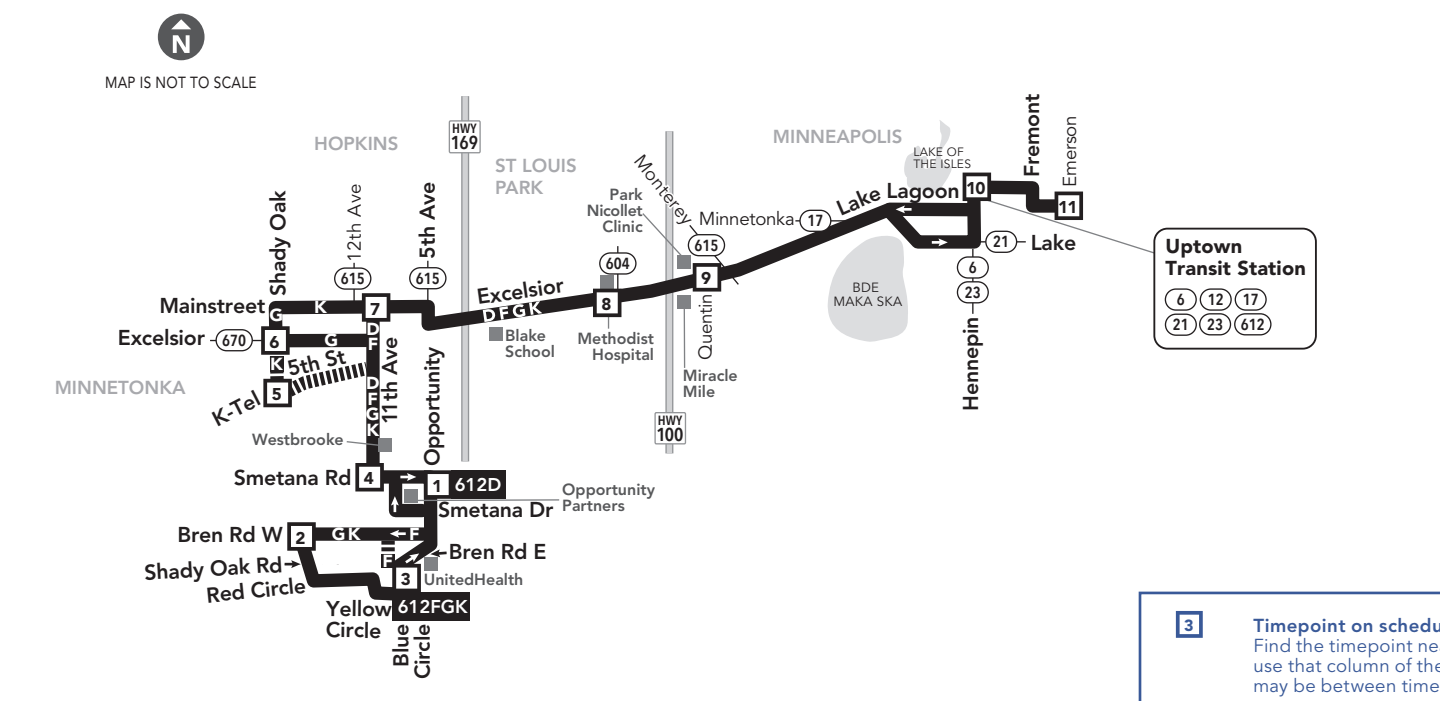 N
MAP IS NOT TO SCALE
HOPKINS
HWY
169
ST LOUIS
PARK
MINNEAPOLIS
LAKE OF
THE ISLES
Fremont
Emerson
Shady Oak
12th Ave
5th Ave
Monterey
Park
Nicollet
Clinic
Minnetonka
17
Lake
Lagoon
10
11
615
615
604
615
21
Lake
6
23
Hennepin
Uptown
Transit Station
6
12
17
21
23
612
BDE
MAKA SKA
Mainstreet
G
K
7
Excelsior
D F G K
8
9
Quentin
Excelsior
670
6
G
D
F
Blake
School
Methodist
Hospital
Miracle
Mile
HWY
100
MINNETONKA
K
5th St
K-Tel
5
D
F
G
K
11th Ave
Opportunity
Westbrooke
Smetana Rd
4
1
612D
Opportunity
Partners
Smetana Dr
Bren Rd W
2
GK
F
F
Bren Rd E
Shady Oak Rd
Red Circle
3
UnitedHealth
612FGK
Yellow
Circle
Blue
Circle
3
Timepoint on schedu
Find the timepoint nea
use that column of the
may be between time